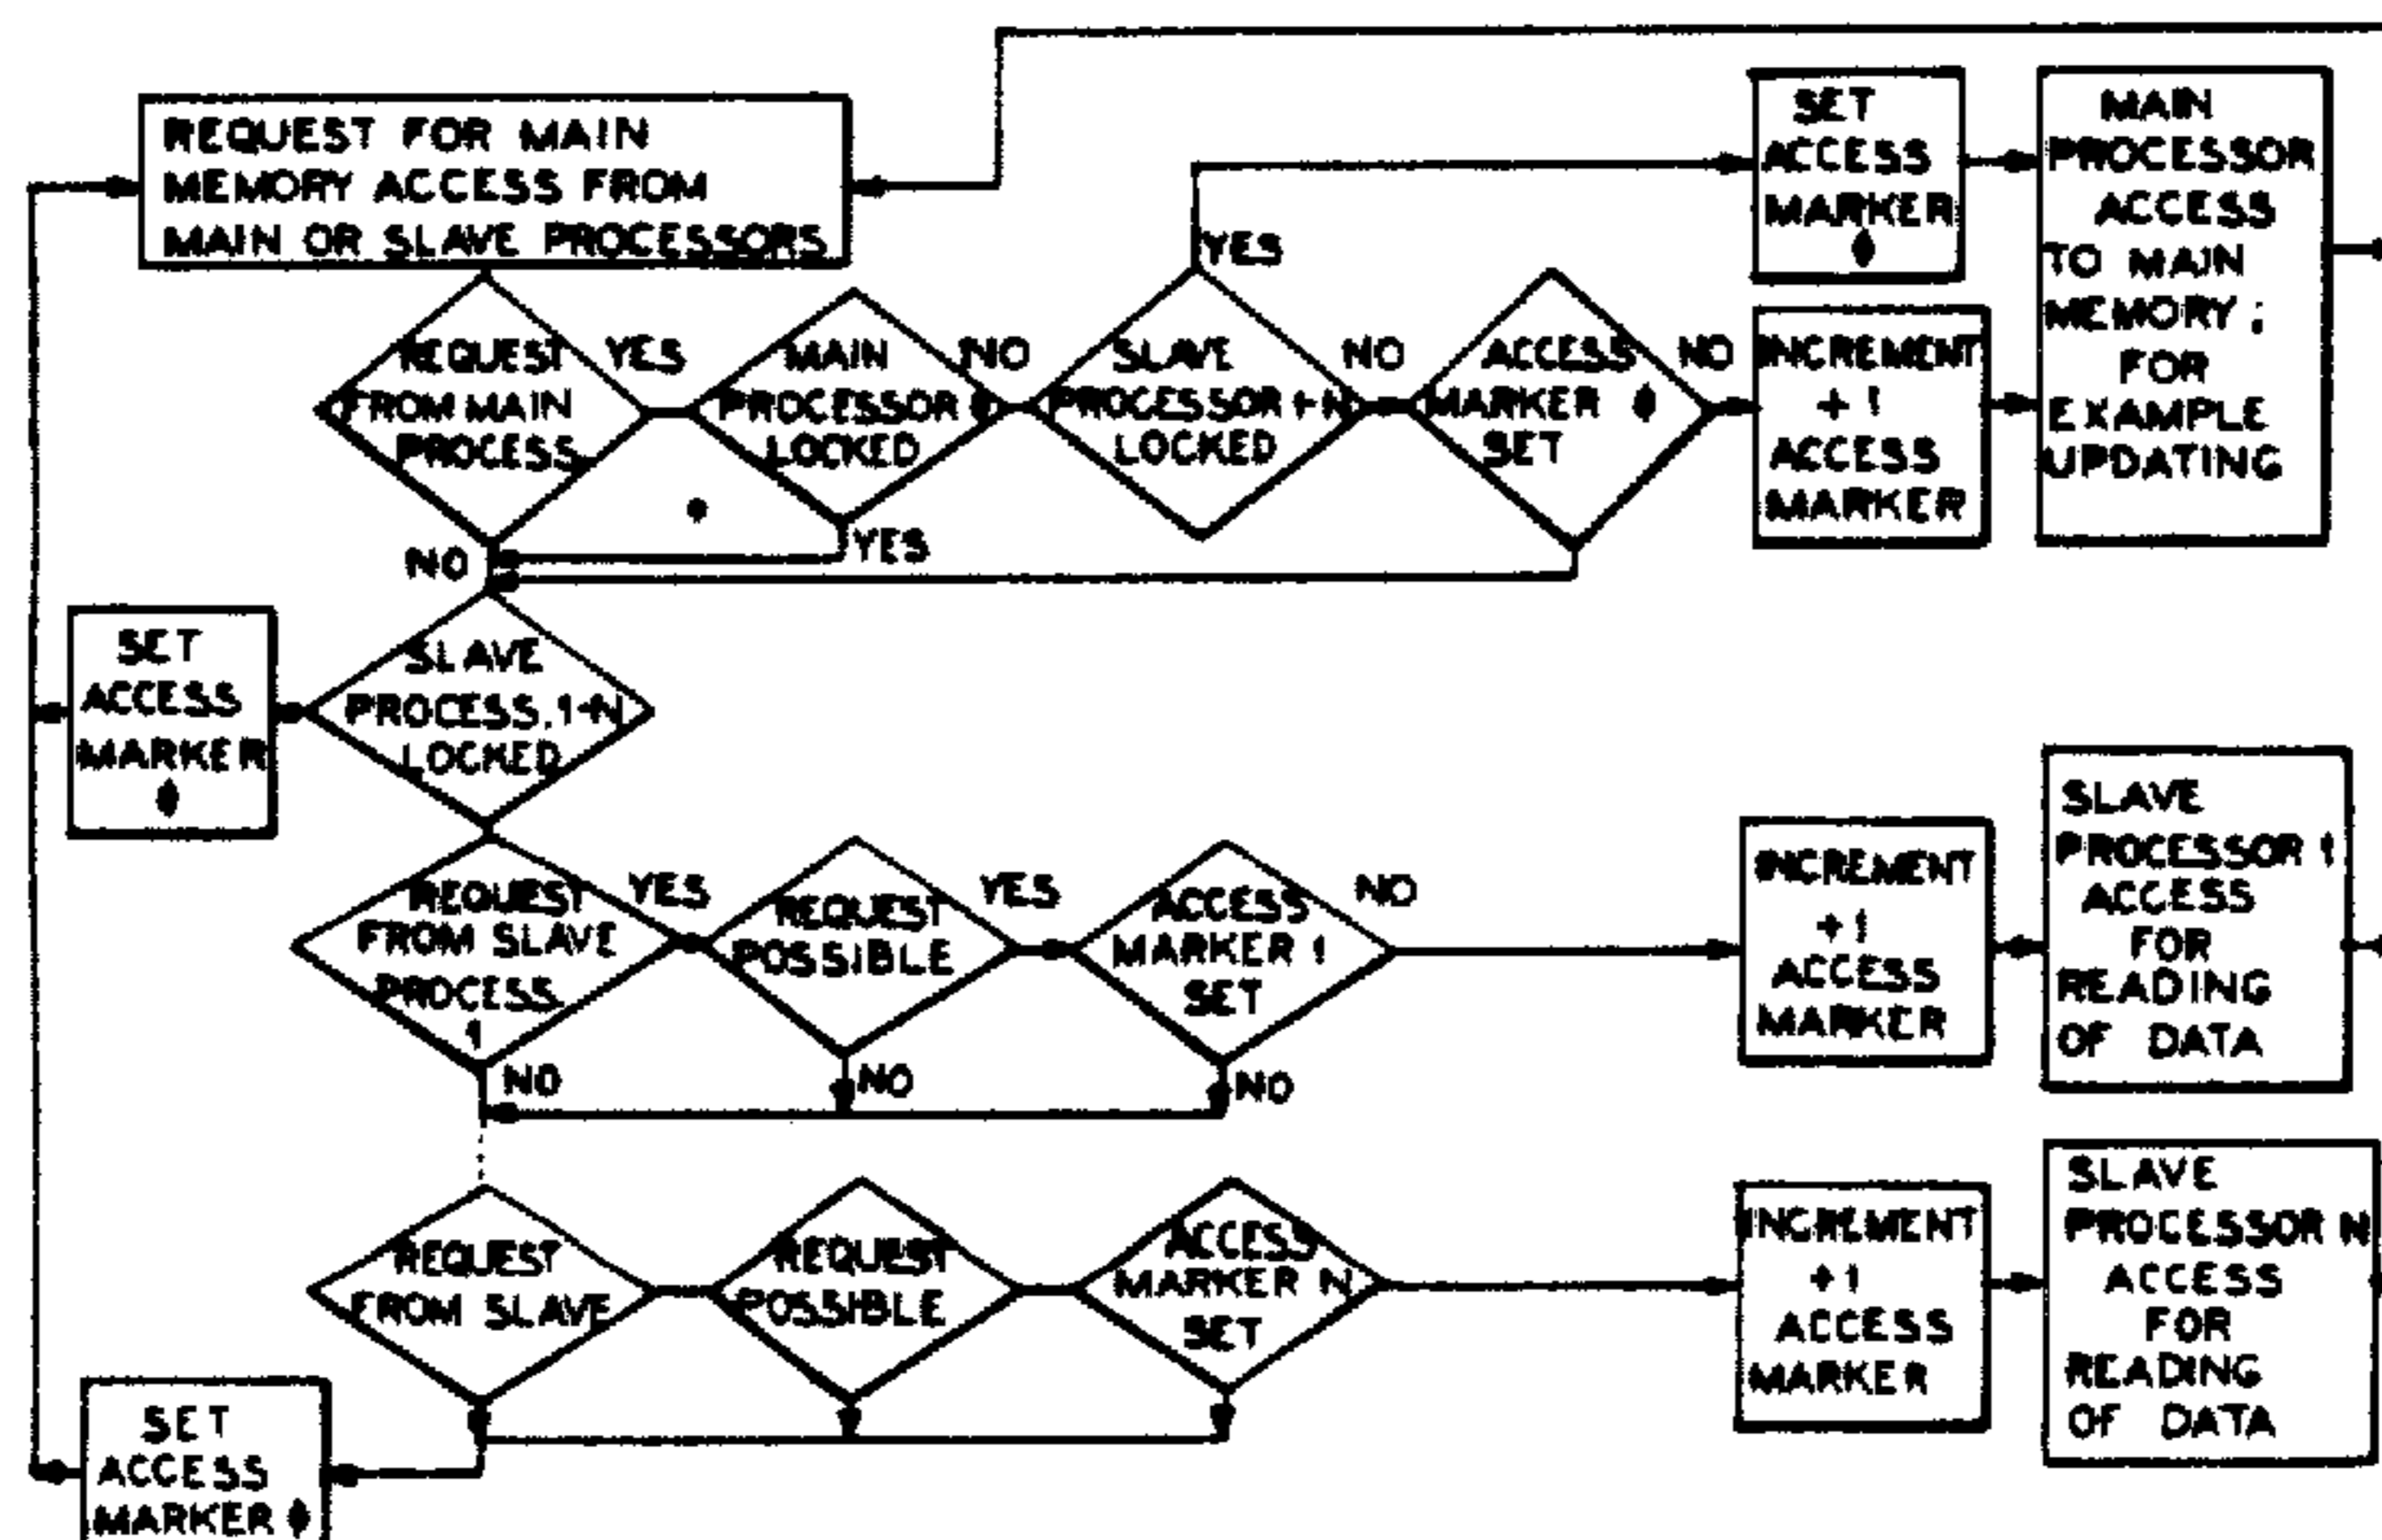 REQUEST FOR MAIN
MEMORY ACCESS FROM
MAIN OR SLAVE PROCESSORS
SET
ACCESS
MARKER
φ
MAIN
PROCESSOR
ACCESS
TO MAIN
MEMORY;
FOR
EXAMPLE
UPDATING
REQUEST
FROM MAIN
PROCESS.
YES
MAIN
PROCESSOR φ
LOCKED
NO
YES
SLAVE
PROCESSOR 1÷N
LOCKED
YES
NO
ACCESS
MARKER φ
SET
NO
INCREMENT
+1
ACCESS
MARKER
NO
SET
ACCESS
MARKER
φ
SLAVE
PROCESS. 1÷N
LOCKED
REQUEST
FROM SLAVE
PROCESS.
1
YES
NO
REQUEST
POSSIBLE
YES
NO
ACCESS
MARKER 1
SET
NO
NO
INCREMENT
+1
ACCESS
MARKER
SLAVE
PROCESSOR 1
ACCESS
FOR
READING
OF DATA
REQUEST
FROM SLAVE
REQUEST
POSSIBLE
ACCESS
MARKER N
SET
INCREMENT
+1
ACCESS
MARKER
SLAVE
PROCESSOR N
ACCESS
FOR
READING
OF DATA
SET
ACCESS
MARKER φ